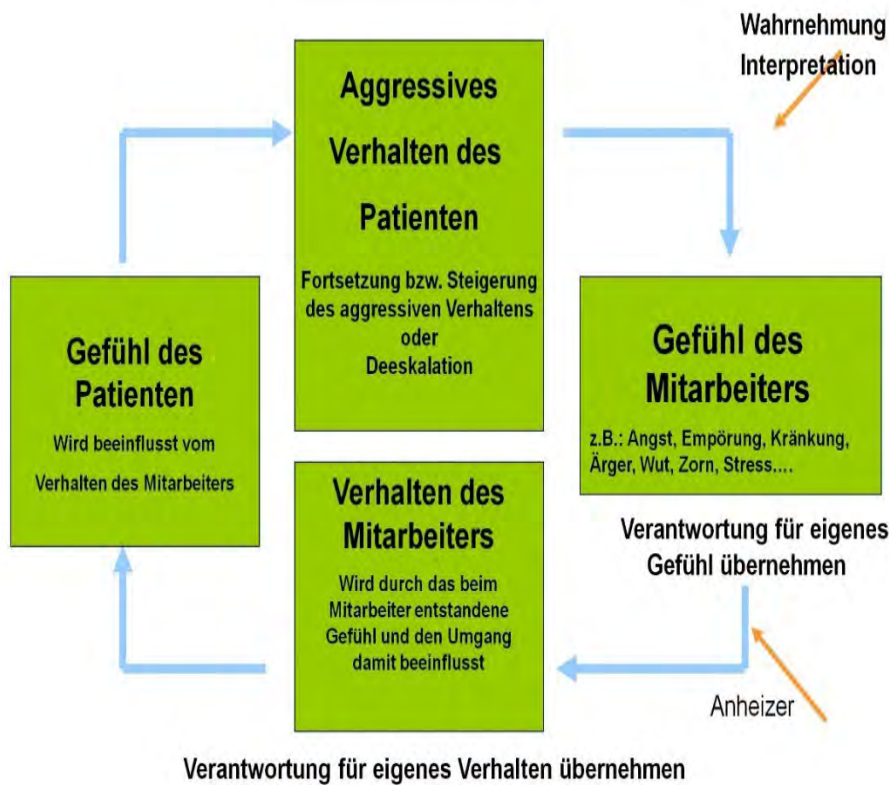 Wahrnehmung
Interpretation
Aggressives
Verhalten des
Patienten
Fortsetzung bzw. Steigerung
des aggressiven Verhaltens
oder
Deeskalation
Gefühl des
Mitarbeiters
z.B.: Angst, Empörung, Kränkung,
Ärger, Wut, Zorn, Stress....
Verantwortung für eigenes
Gefühl übernehmen
Anheizer
Verhalten des
Mitarbeiters
Wird durch das beim
Mitarbeiter entstandene
Gefühl und den Umgang
damit beeinflusst
Gefühl des
Patienten
Wird beeinflusst vom
Verhalten des Mitarbeiters
Verantwortung für eigenes Verhalten übernehmen